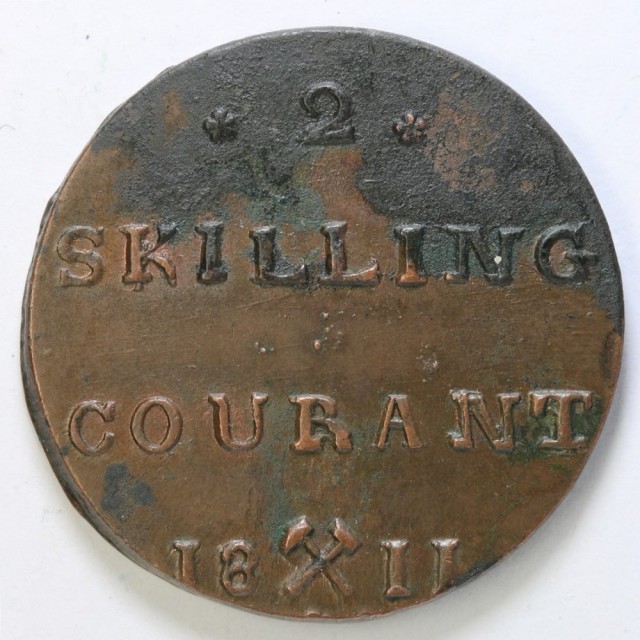 * 2 *
SKILLING
COURANT
18 ⚒ 11